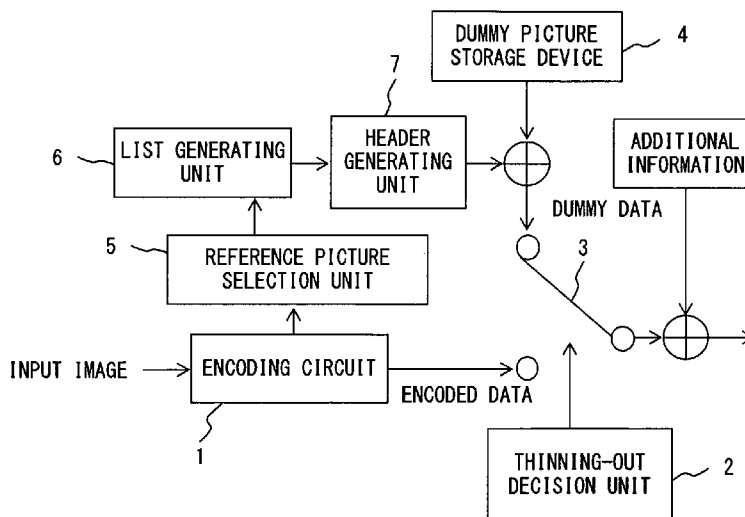 DUMMY PICTURE
STORAGE DEVICE
4
7
6
LIST GENERATING
UNIT
HEADER
GENERATING
UNIT
ADDITIONAL
INFORMATION
DUMMY DATA
5
REFERENCE PICTURE
SELECTION UNIT
3
INPUT IMAGE
ENCODING CIRCUIT
ENCODED DATA
1
THINNING-OUT
DECISION UNIT
2